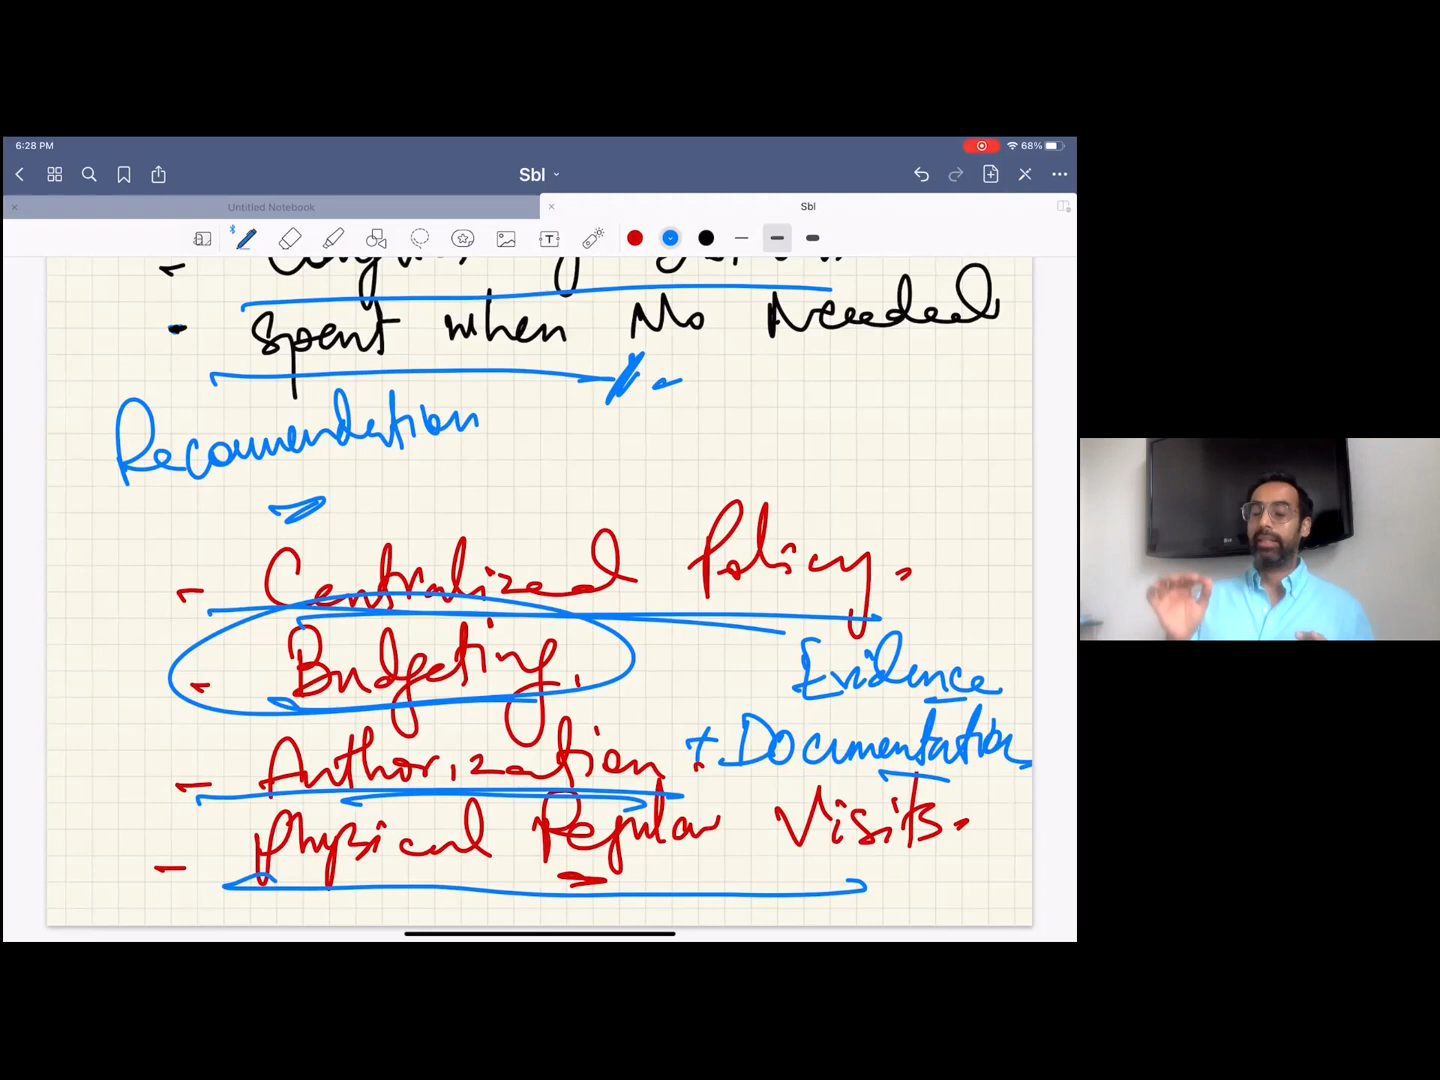 6:28 PM
68%
Sbl
Untitled Notebook
Sbl
spent when No Needed
Recomendation
- Centralized Policy.
- Budgeting.
Evidence
- Authorization + Documentation
- Physical Regular Visits.